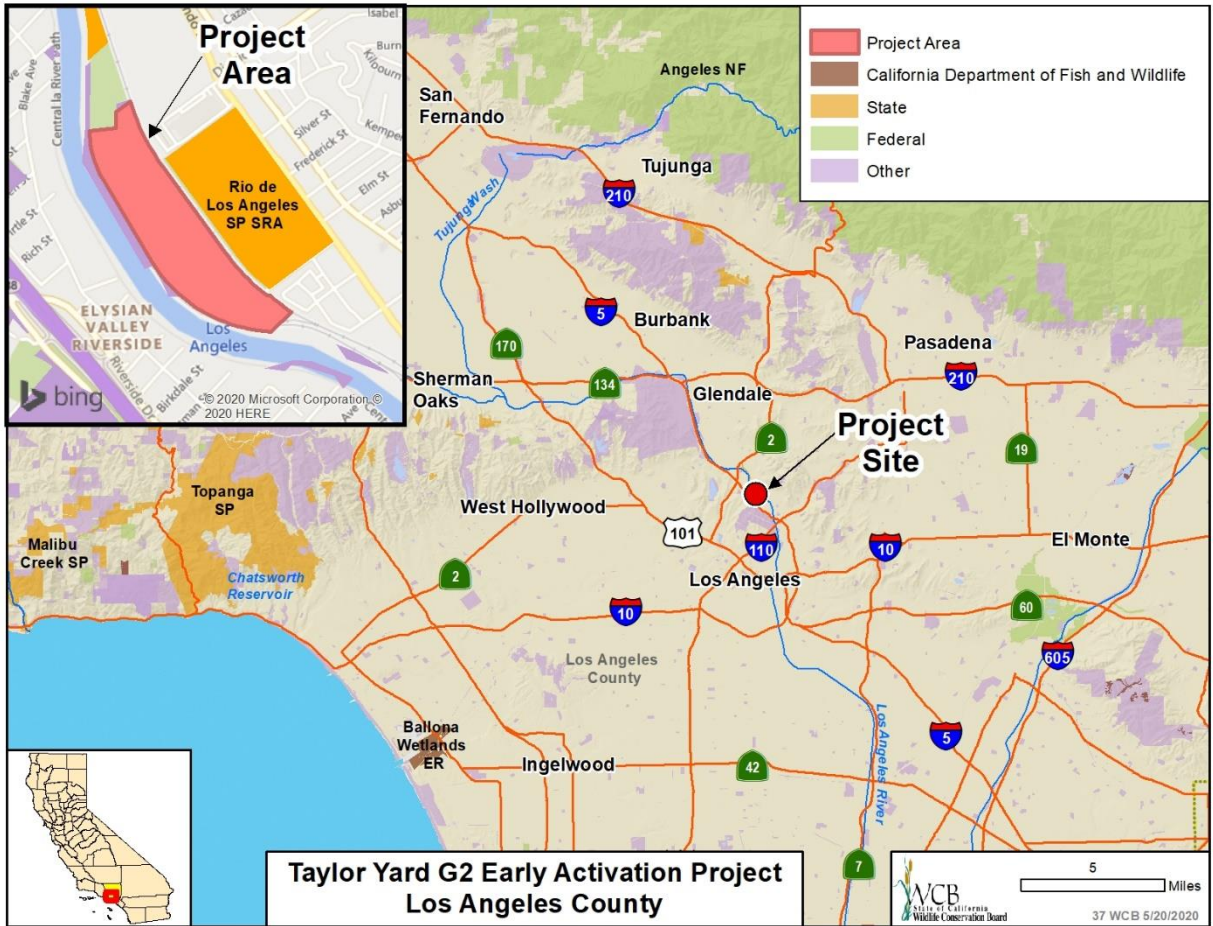 Project
Area
Rio de
Los Angeles
SP SRA
Central la River Path
Blake Ave
Rich St
Silver St
Frederick St
Elm St
ELYSIAN
VALLEY
RIVERSIDE
Los
Angeles
Riverside Dr
Birkdale St
bing
© 2020 Microsoft Corporation ©
2020 HERE
Project Area
California Department of Fish and Wildlife
State
Federal
Other
Angeles NF
San
Fernando
Tujunga
210
Tujunga Wash
5
Burbank
170
Pasadena
210
Sherman
Oaks
134
Glendale
2
Project
Site
19
Topanga
SP
West Hollywood
101
110
10
El Monte
Malibu
Creek SP
Chatsworth
Reservoir
2
Los Angeles
10
60
605
Los Angeles
County
Ballona
Wetlands
ER
Ingelwood
42
Los Angeles River
5
7
Taylor Yard G2 Early Activation Project
Los Angeles County
WCB
State of California
Wildlife Conservation Board
5
Miles
37 WCB 5/20/2020